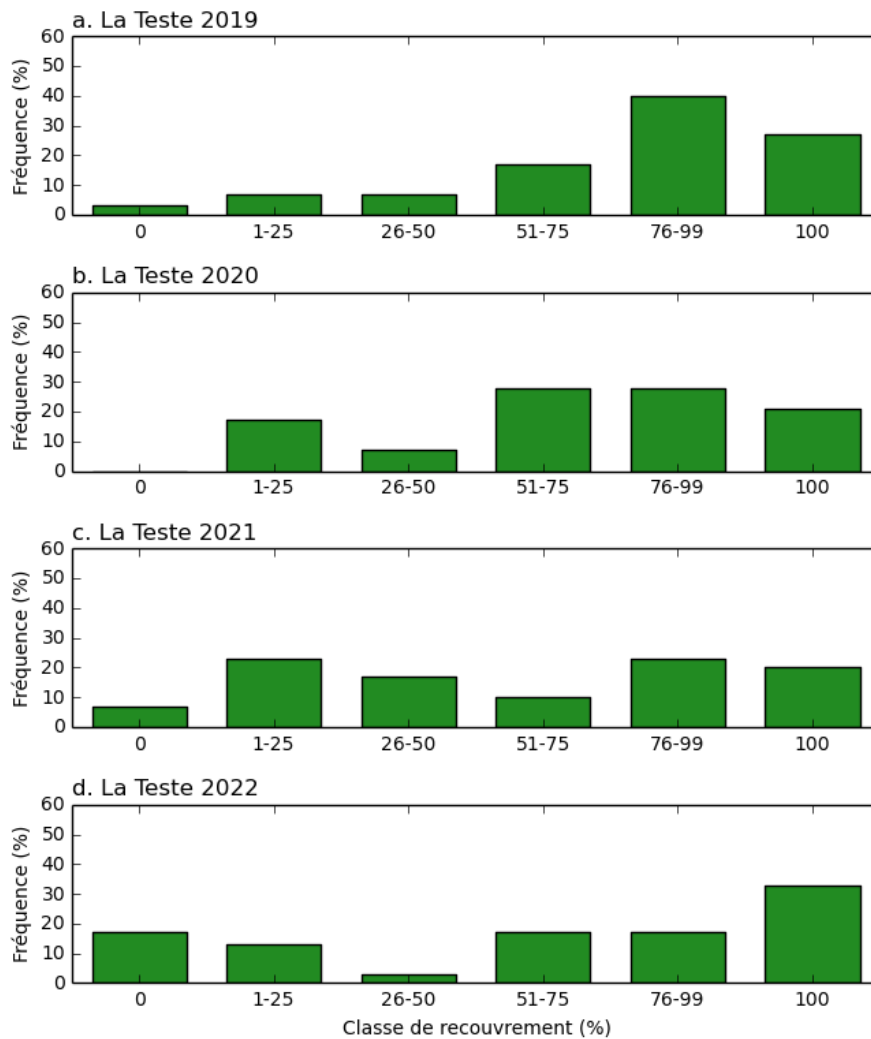 a. La Teste 2019
60
50
40
30
20
10
0
Fréquence (%)
0 1-25 26-50 51-75 76-99 100
b. La Teste 2020
60
50
40
30
20
10
0
Fréquence (%)
0 1-25 26-50 51-75 76-99 100
c. La Teste 2021
60
50
40
30
20
10
0
Fréquence (%)
0 1-25 26-50 51-75 76-99 100
d. La Teste 2022
60
50
40
30
20
10
0
Fréquence (%)
0 1-25 26-50 51-75 76-99 100
Classe de recouvrement (%)